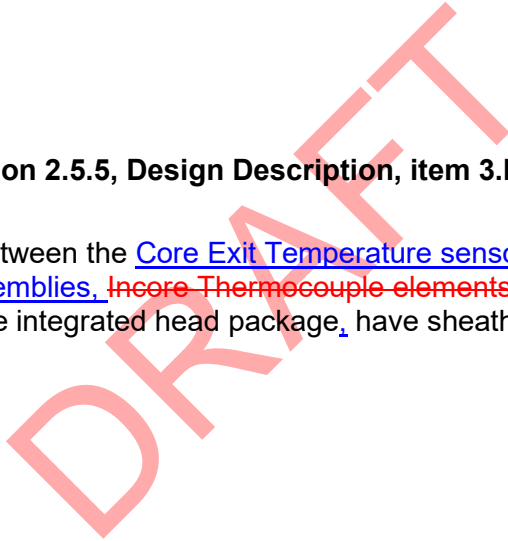 on 2.5.5, Design Description, item 3.
tween the Core Exit Temperature senso
emblies, Incore Thermocouple elements
e integrated head package, have sheath
DRAFT